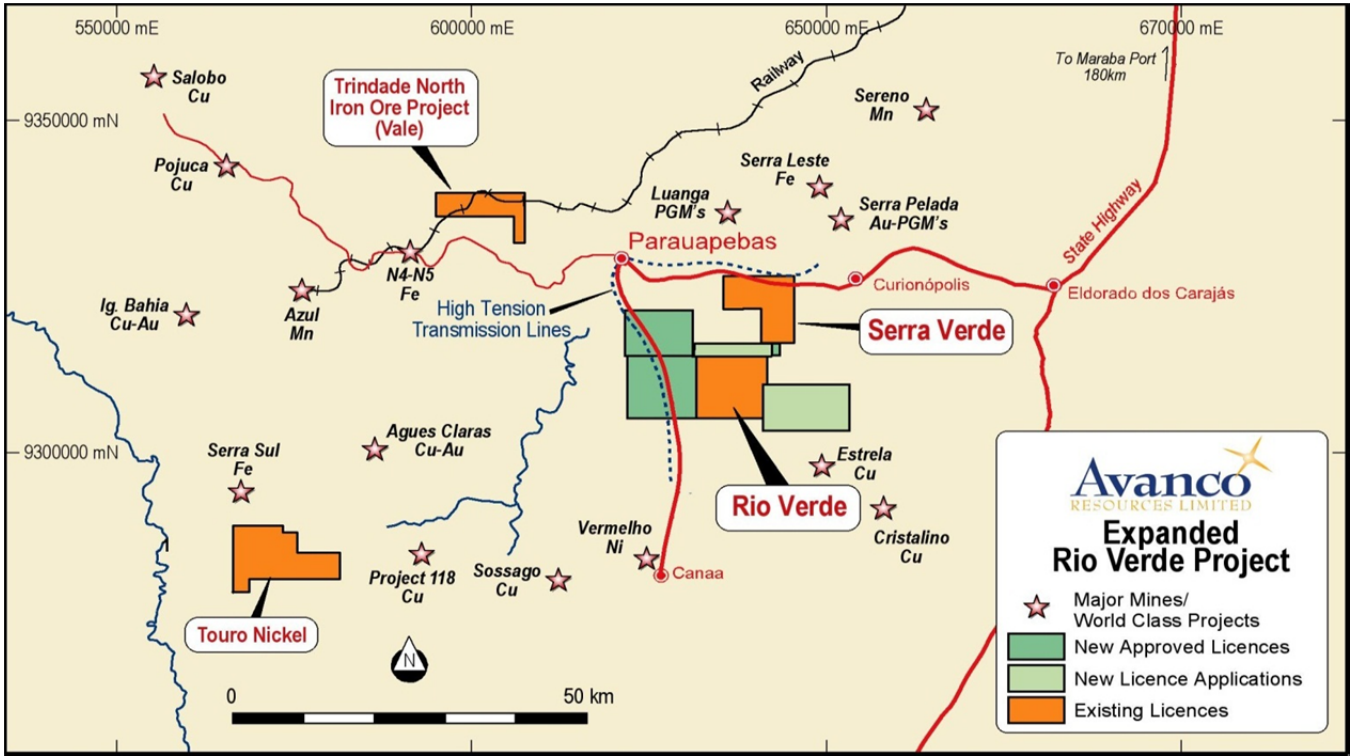 550000 mE
600000 mE
650000 mE
670000 mE
To Maraba Port
180km
Railway
Salobo
Cu
Trindade North
Iron Ore Project
(Vale)
Sereno
Mn
9350000 mN
Pojuca
Cu
Serra Leste
Fe
Luanga
PGM's
Serra Pelada
Au-PGM's
State Highway
Parauapebas
N4-N5
Fe
Curionópolis
Eldorado dos Carajás
Ig. Bahia
Cu-Au
Azul
Mn
High Tension
Transmission Lines
Serra Verde
9300000 mN
Agues Claras
Cu-Au
Serra Sul
Fe
Estrela
Cu
Rio Verde
Cristalino
Cu
Vermelho
Ni
Canaa
Project 118
Cu
Sossago
Cu
Touro Nickel
N
0
50 km
Avanco
RESOURCES LIMITED
Expanded
Rio Verde Project
Major Mines/
World Class Projects
New Approved Licences
New Licence Applications
Existing Licences